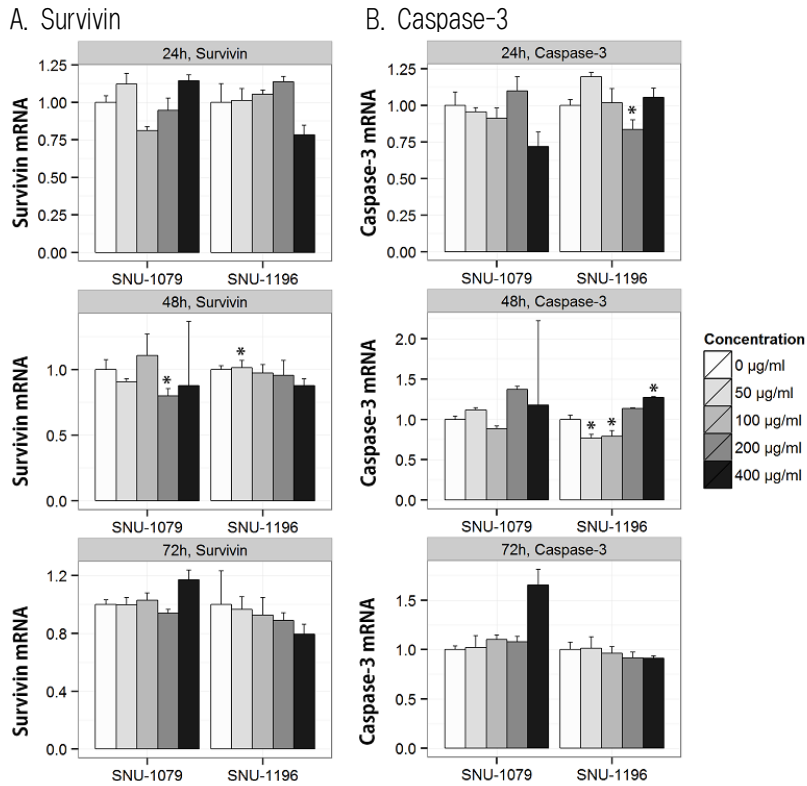 A. Survivin
24h, Survivin
Survivin mRNA
1.25
1.00
0.75
0.50
0.25
0.00
SNU-1079 SNU-1196
48h, Survivin
Survivin mRNA
*
*
1.0
0.5
0.0
SNU-1079 SNU-1196
72h, Survivin
Survivin mRNA
1.2
0.8
0.4
0.0
SNU-1079 SNU-1196
B. Caspase-3
24h, Caspase-3
Caspase-3 mRNA
*
1.25
1.00
0.75
0.50
0.25
0.00
SNU-1079 SNU-1196
48h, Caspase-3
Caspase-3 mRNA
* * *
2.0
1.5
1.0
0.5
0.0
SNU-1079 SNU-1196
72h, Caspase-3
Caspase-3 mRNA
1.5
1.0
0.5
0.0
SNU-1079 SNU-1196
Concentration
0 µg/ml
50 µg/ml
100 µg/ml
200 µg/ml
400 µg/ml